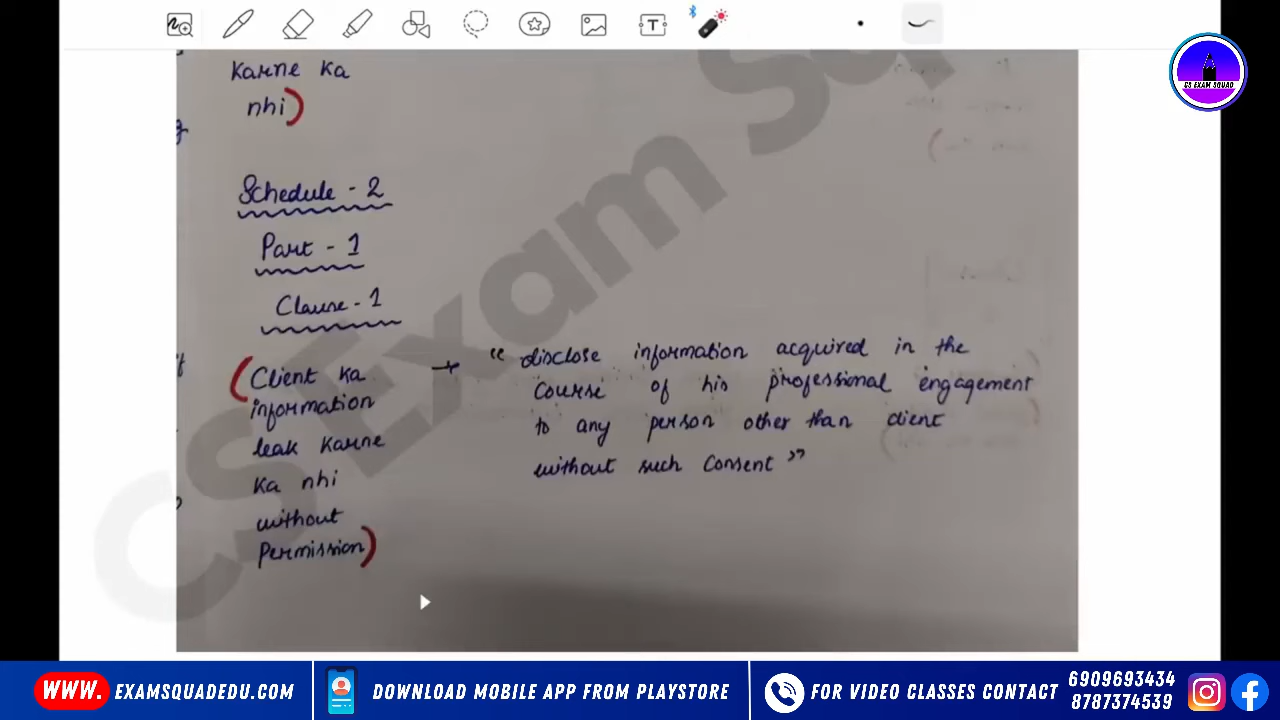 Karne ka
nhi)
Schedule - 2
Part - 1
Clause - 1
(Client ka
information
leak karne
ka nhi
without
permission)
→ " disclose information acquired in the
course of his professional engagement
to any person other than client
without such consent "
CS Exam
CS EXAM SQUAD
WWW. EXAMSQUADEDU.COM
DOWNLOAD MOBILE APP FROM PLAYSTORE
FOR VIDEO CLASSES CONTACT
6909693434
8787374539